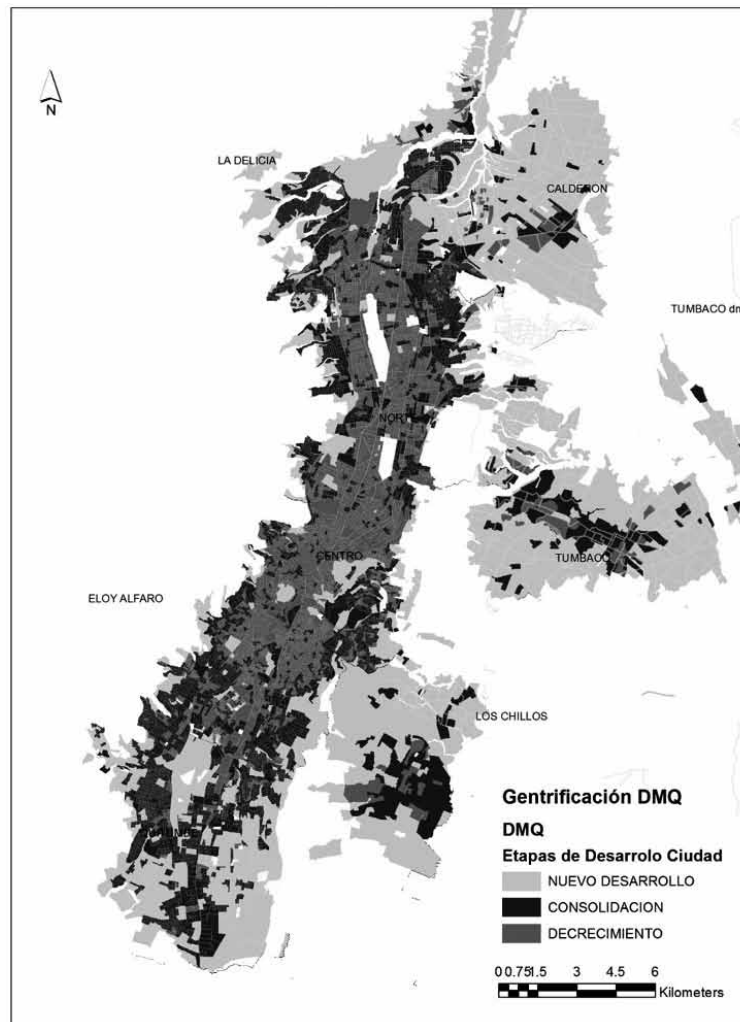 N
LA DELICIA
CALDERON
TUMBACO dm
NORTE
CENTRO
TUMBACO
ELOY ALFARO
LOS CHILLOS
Gentrificación DMQ
DMQ
Etapas de Desarrolo Ciudad
NUEVO DESARROLLO
CONSOLIDACION
DECRECIMIENTO
0 0.75 1.5 3 4.5 6
Kilometers